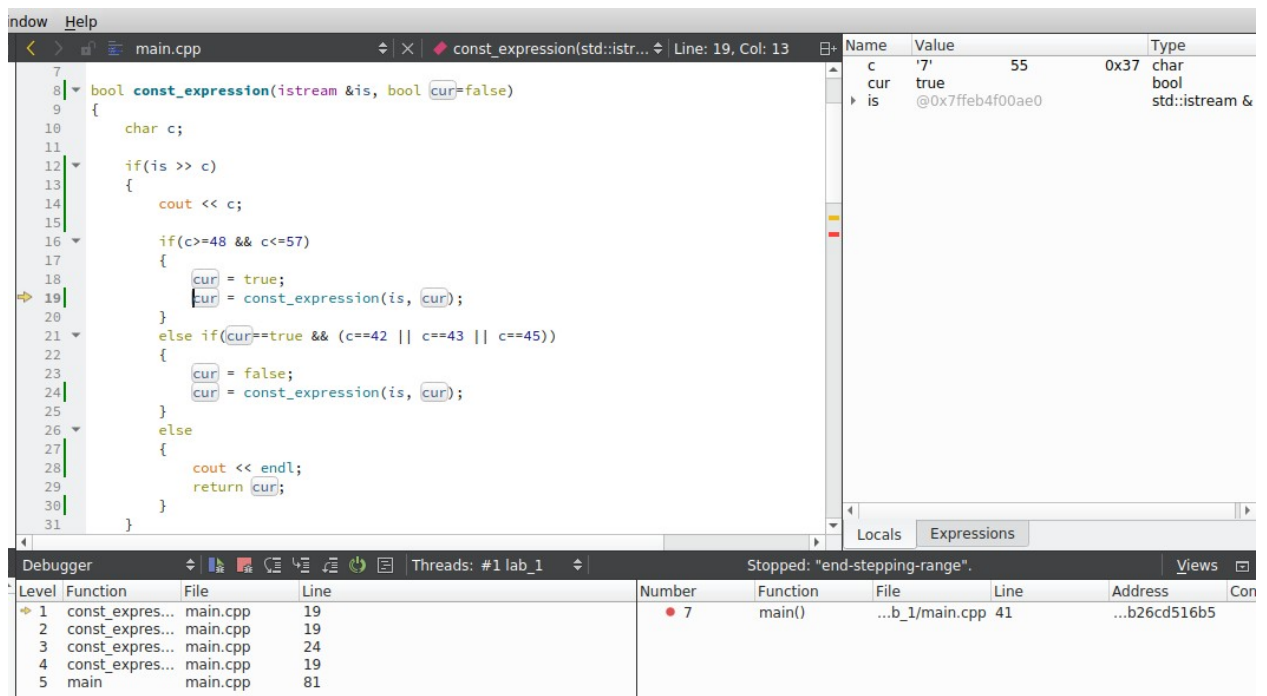 indow Help
main.cpp const_expression(std::istr... Line: 19, Col: 13
7
8 bool const_expression(istream &is, bool cur=false)
9 {
10 char c;
11
12 if(is >> c)
13 {
14 cout << c;
15
16 if(c>=48 && c<=57)
17 {
18 cur = true;
19 cur = const_expression(is, cur);
20 }
21 else if(cur==true && (c==42 || c==43 || c==45))
22 {
23 cur = false;
24 cur = const_expression(is, cur);
25 }
26 else
27 {
28 cout << endl;
29 return cur;
30 }
31 }
Name Value Type
c '7' 55 0x37 char
cur true bool
is @0x7ffeb4f00ae0 std::istream &
Locals Expressions
Debugger Threads: #1 lab_1 Stopped: "end-stepping-range". Views
Level Function File Line
1 const_expres... main.cpp 19
2 const_expres... main.cpp 19
3 const_expres... main.cpp 24
4 const_expres... main.cpp 19
5 main main.cpp 81
Number Function File Line Address Con
7 main() ...b_1/main.cpp 41 ...b26cd516b5